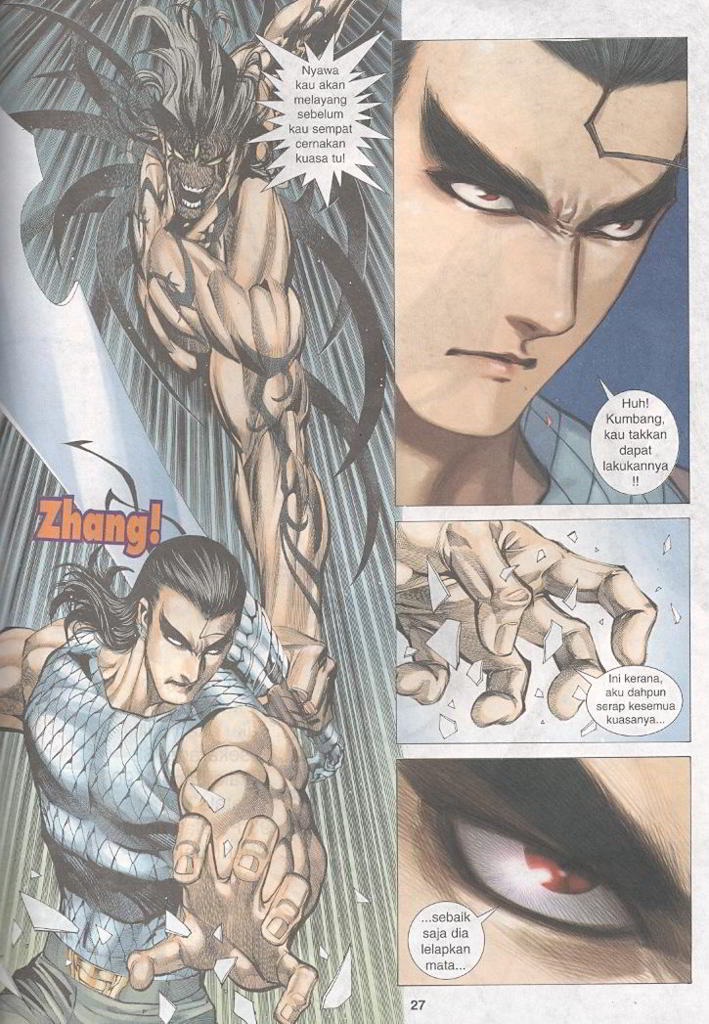 Nyawa
kau akan
melayang
sebelum
kau sempat
cernakan
kuasa tu!
Zhang!
Huh!
Kumbang,
kau takkan
dapat
lakukannya
!!
Ini kerana,
aku dahpun
serap kesemua
kuasanya...
...sebaik
saja dia
lelapkan
mata...
27